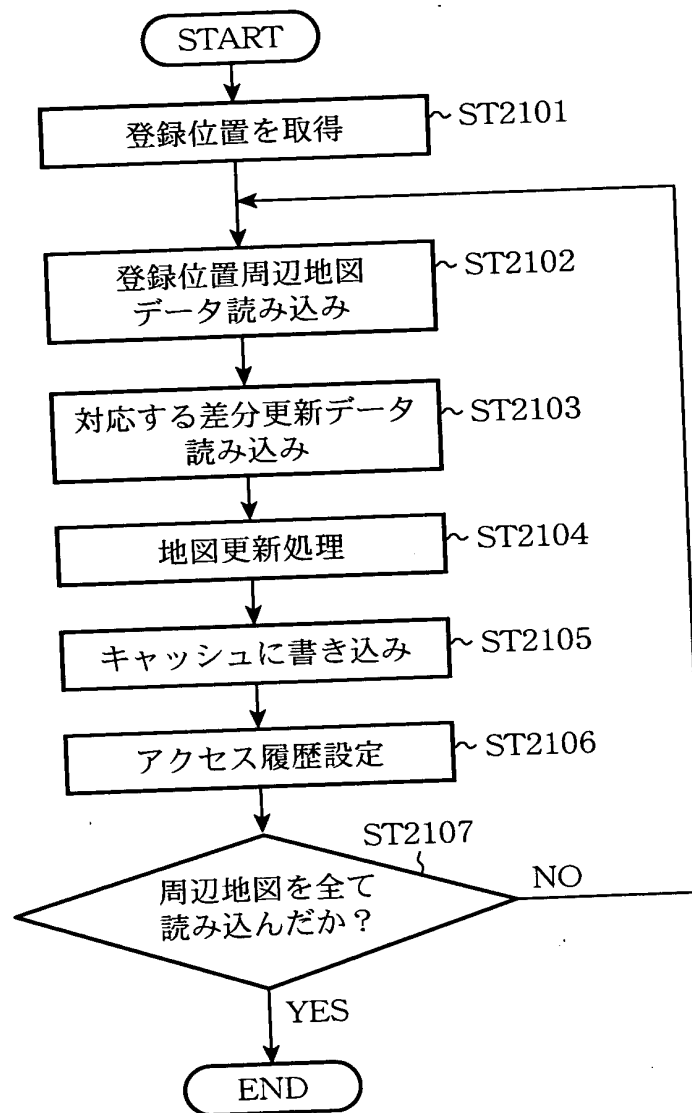 START
登録位置を取得
ST2101
登録位置周辺地図
データ読み込み
ST2102
対応する差分更新データ
読み込み
ST2103
地図更新処理
ST2104
キャッシュに書き込み
ST2105
アクセス履歴設定
ST2106
ST2107
周辺地図を全て
読み込んだか？
NO
YES
END